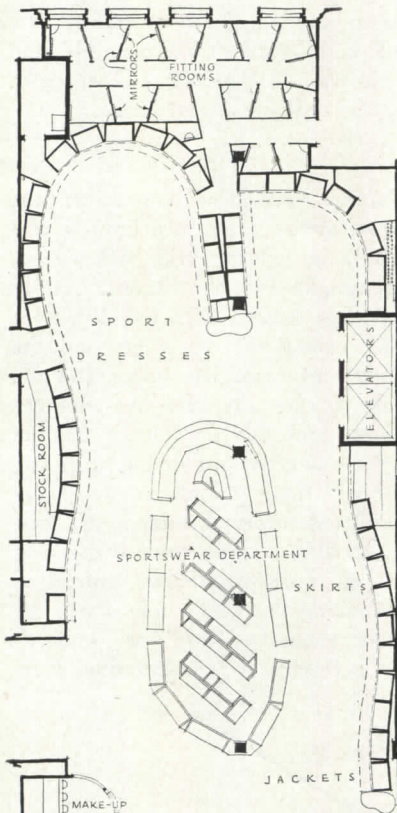 MIRRORS
FITTING
ROOMS
SPORT
DRESSES
ELEVATORS
STOCK ROOM
SPORTSWEAR DEPARTMENT
SKIRTS
JACKETS
MAKE-UP